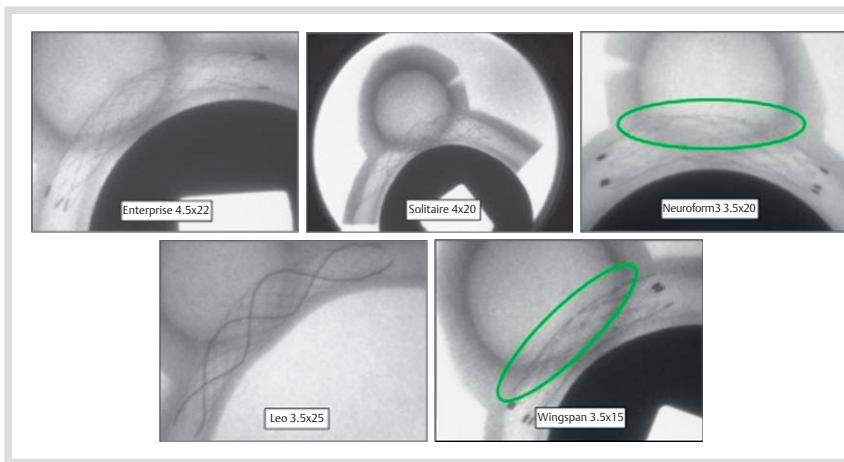 Enterprise 4.5x22
Solitaire 4x20
Neuroform3 3.5x20
Leo 3.5x25
Wingspan 3.5x15